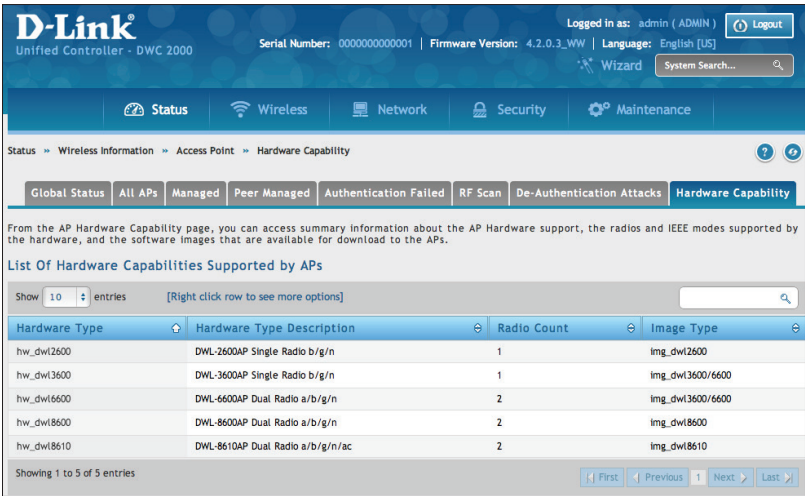 D-Link
Unified Controller - DWC 2000
Logged in as: admin ( ADMIN ) Logout
Serial Number: 0000000000001 | Firmware Version: 4.2.0.3_WW | Language: English [US]
Wizard System Search...
Status Wireless Network Security Maintenance
Status » Wireless Information » Access Point » Hardware Capability ?
Global Status All APs Managed Peer Managed Authentication Failed RF Scan De-Authentication Attacks Hardware Capability
From the AP Hardware Capability page, you can access summary information about the AP Hardware support, the radios and IEEE modes supported by
the hardware, and the software images that are available for download to the APs.
List Of Hardware Capabilities Supported by APs
Show 10 entries [Right click row to see more options]
Hardware Type Hardware Type Description Radio Count Image Type
hw_dwl2600 DWL-2600AP Single Radio b/g/n 1 img_dwl2600
hw_dwl3600 DWL-3600AP Single Radio b/g/n 1 img_dwl3600/6600
hw_dwl6600 DWL-6600AP Dual Radio a/b/g/n 2 img_dwl3600/6600
hw_dwl8600 DWL-8600AP Dual Radio a/b/g/n 2 img_dwl8600
hw_dwl8610 DWL-8610AP Dual Radio a/b/g/n/ac 2 img_dwl8610
Showing 1 to 5 of 5 entries First Previous 1 Next Last